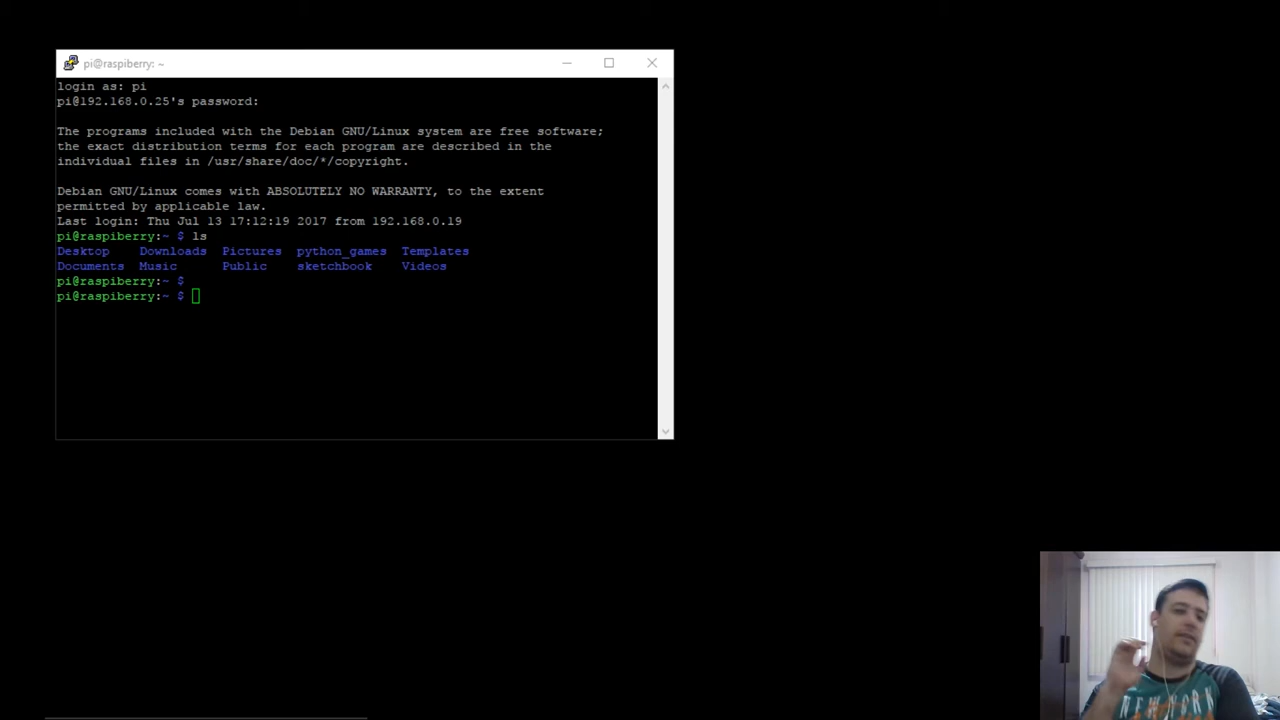 pi@raspiberry: ~
login as: pi
pi@192.168.0.25's password:
The programs included with the Debian GNU/Linux system are free software;
the exact distribution terms for each program are described in the
individual files in /usr/share/doc/*/copyright.
Debian GNU/Linux comes with ABSOLUTELY NO WARRANTY, to the extent
permitted by applicable law.
Last login: Thu Jul 13 17:12:19 2017 from 192.168.0.19
pi@raspiberry:~ $ ls
Desktop Downloads Pictures python_games Templates
Documents Music Public sketchbook Videos
pi@raspiberry:~ $
pi@raspiberry:~ $
NEW YORK